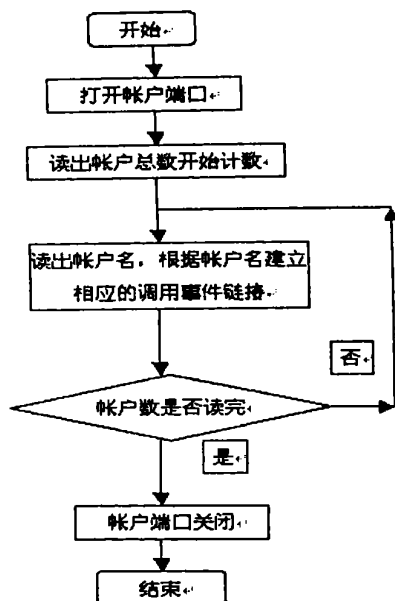 开始
打开帐户端口
读出帐户总数开始计数
读出帐户名，根据帐户名建立
相应的调用事件链接
否
帐户数是否读完
是
帐户端口关闭
结束